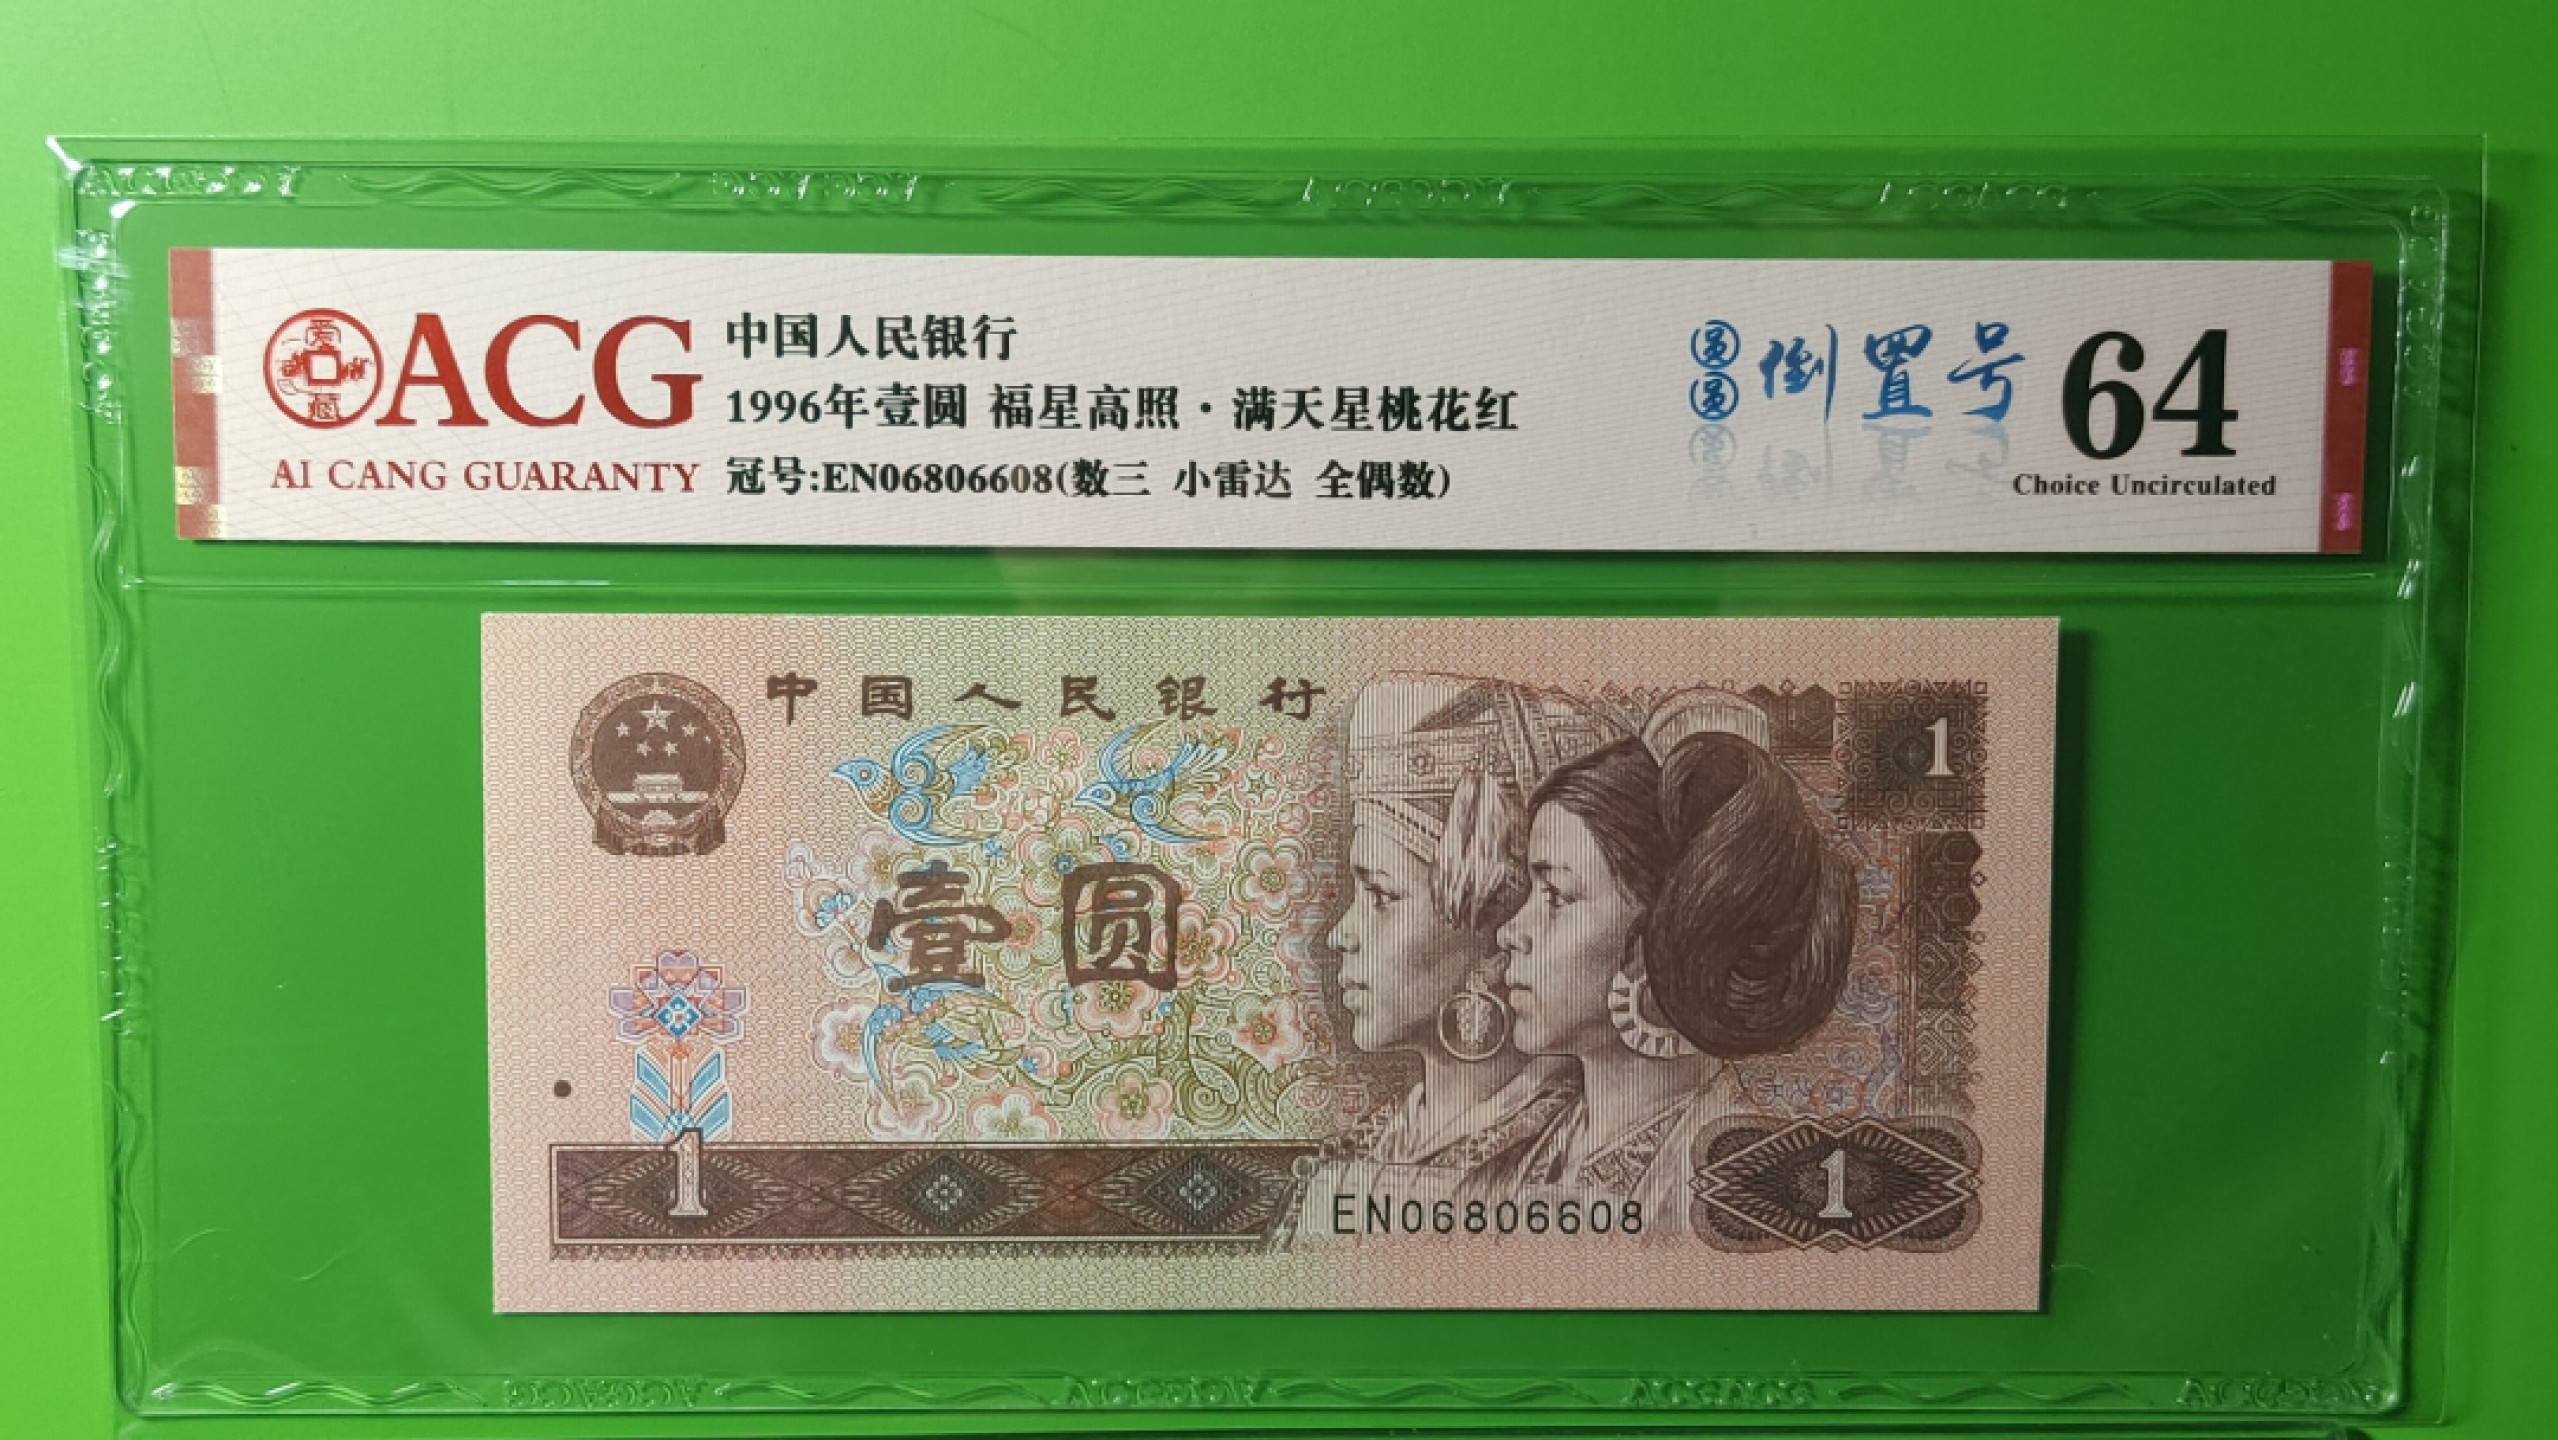 ACG
AI CANG GUARANTY
中国人民银行
1996年壹圆 福星高照·满天星桃花红
冠号:EN06806608(数三 小雷达 全偶数)
圆圆倒置号
64
Choice Uncirculated
中国人民银行
1
壹圆
1
EN06806608
1